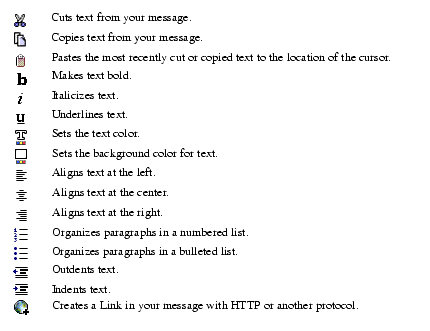 Cuts text from your message.
Copies text from your message.
Pastes the most recently cut or copied text to the location of the cursor.
b Makes text bold.
i Italicizes text.
u Underlines text.
T Sets the text color.
Sets the background color for text.
Aligns text at the left.
Aligns text at the center.
Aligns text at the right.
Organizes paragraphs in a numbered list.
Organizes paragraphs in a bulleted list.
Outdents text.
Indents text.
Creates a Link in your message with HTTP or another protocol.